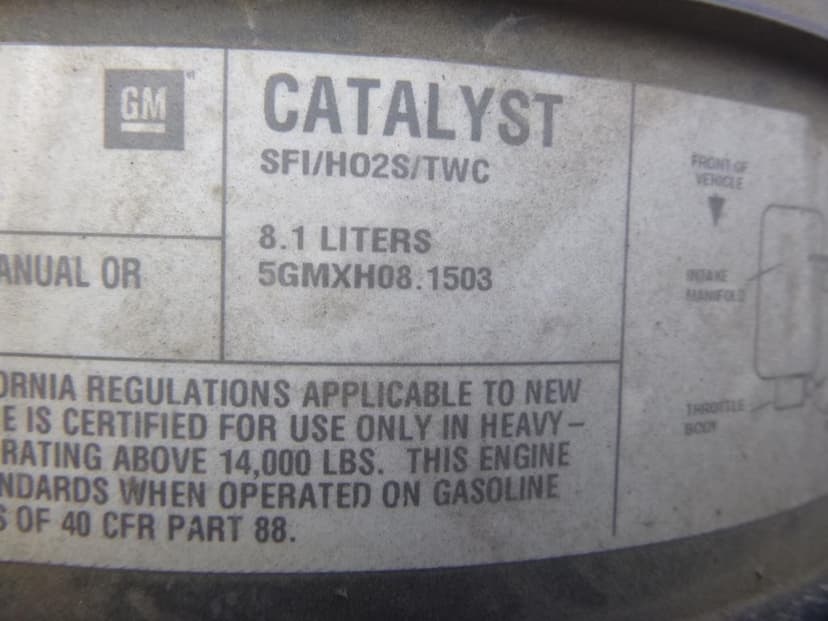 GM
CATALYST
SFI/HO2S/TWC
8.1 LITERS
5GMXH08.1503
ANUAL OR
ORNIA REGULATIONS APPLICABLE TO NEW
E IS CERTIFIED FOR USE ONLY IN HEAVY–
RATING ABOVE 14,000 LBS. THIS ENGINE
NDARDS WHEN OPERATED ON GASOLINE
S OF 40 CFR PART 88.
FRONT OF
VEHICLE
INTAKE
MANIFOLD
THROTTLE
BODY